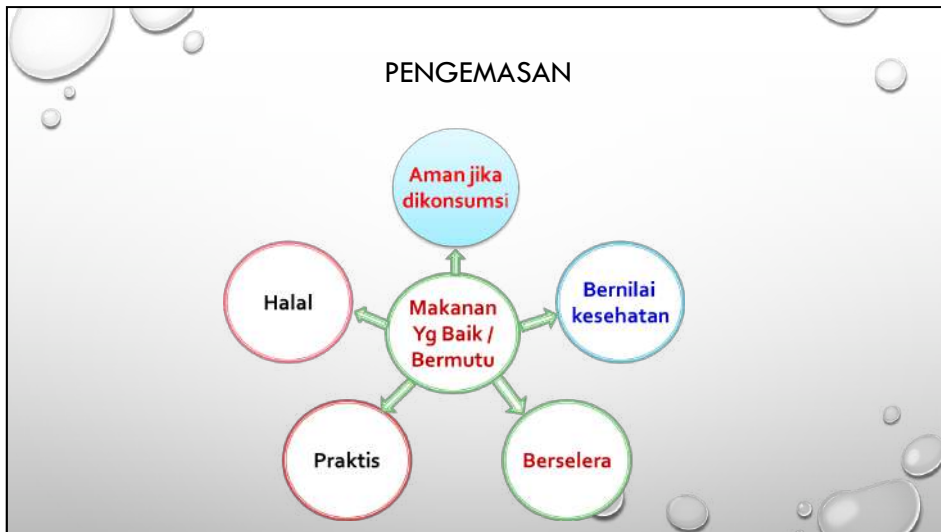 PENGEMASAN
Aman jika
dikonsumsi
Halal
Makanan
Yg Baik /
Bermutu
Bernilai
kesehatan
Praktis
Berselera